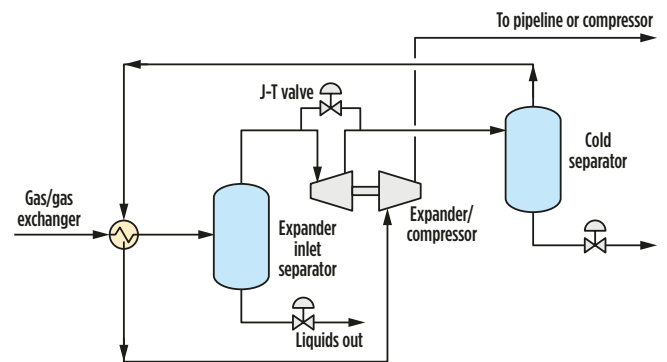 To pipeline or compressor
J-T valve
Cold
separator
Gas/gas
exchanger
Expander
inlet
separator
Expander/
compressor
Liquids out